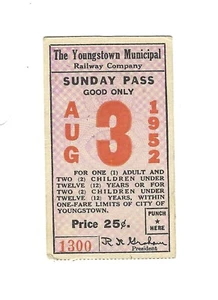 The Youngstown Municipal
Railway Company
SUNDAY PASS
GOOD ONLY
AUG 3 1952
FOR ONE (1) ADULT AND
TWO (2) CHILDREN UNDER
TWELVE (12) YEARS OR FOR
TWO (2) CHILDREN UNDER
TWELVE (12) YEARS, WITHIN
ONE-FARE LIMITS OF CITY OF
YOUNGSTOWN.
Price 25¢.
PUNCH
HERE
1300
President